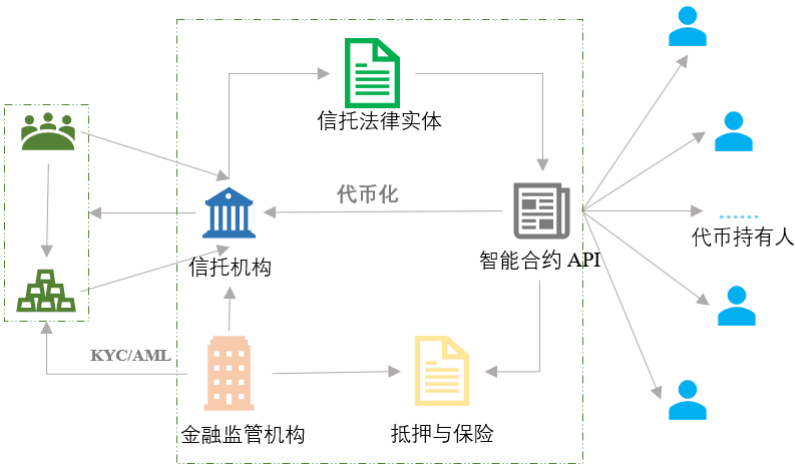 信托法律实体
代币化
......
代币持有人
信托机构
智能合约 API
KYC/AML
金融监管机构
抵押与保险